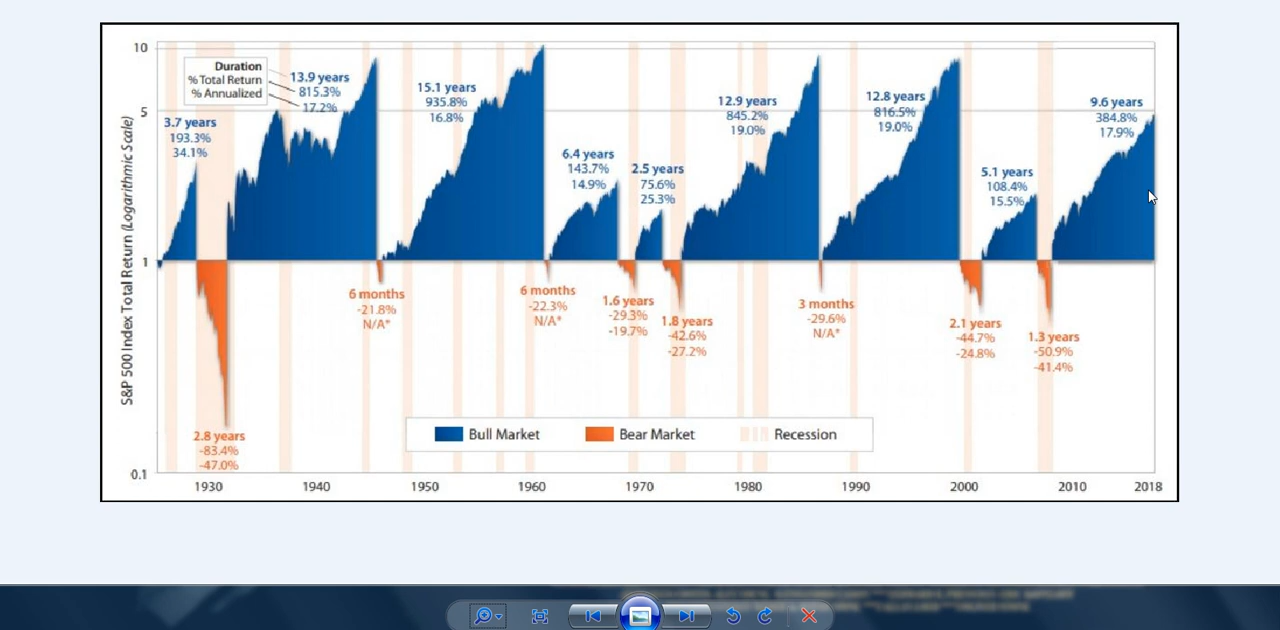 10
5
1
0.1
S&P 500 Index Total Return (Logarithmic Scale)
Duration
% Total Return
% Annualized
3.7 years
193.3%
34.1%
2.8 years
-83.4%
-47.0%
13.9 years
815.3%
17.2%
6 months
-21.8%
N/A*
15.1 years
935.8%
16.8%
6 months
-22.3%
N/A*
6.4 years
143.7%
14.9%
1.6 years
-29.3%
-19.7%
2.5 years
75.6%
25.3%
1.8 years
-42.6%
-27.2%
12.9 years
845.2%
19.0%
3 months
-29.6%
N/A*
12.8 years
816.5%
19.0%
2.1 years
-44.7%
-24.8%
5.1 years
108.4%
15.5%
1.3 years
-50.9%
-41.4%
9.6 years
384.8%
17.9%
Bull Market
Bear Market
Recession
1930
1940
1950
1960
1970
1980
1990
2000
2010
2018